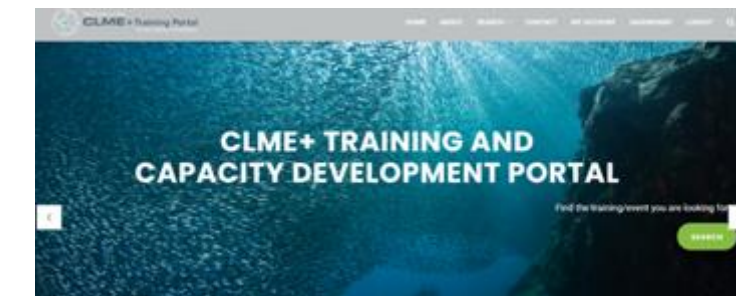 CLME+ Training Portal
HOME ABOUT SEARCH CONTACT MY ACCOUNT DASHBOARD LOGOUT
CLME+ TRAINING AND
CAPACITY DEVELOPMENT PORTAL
Find the training/event you are looking for
SEARCH